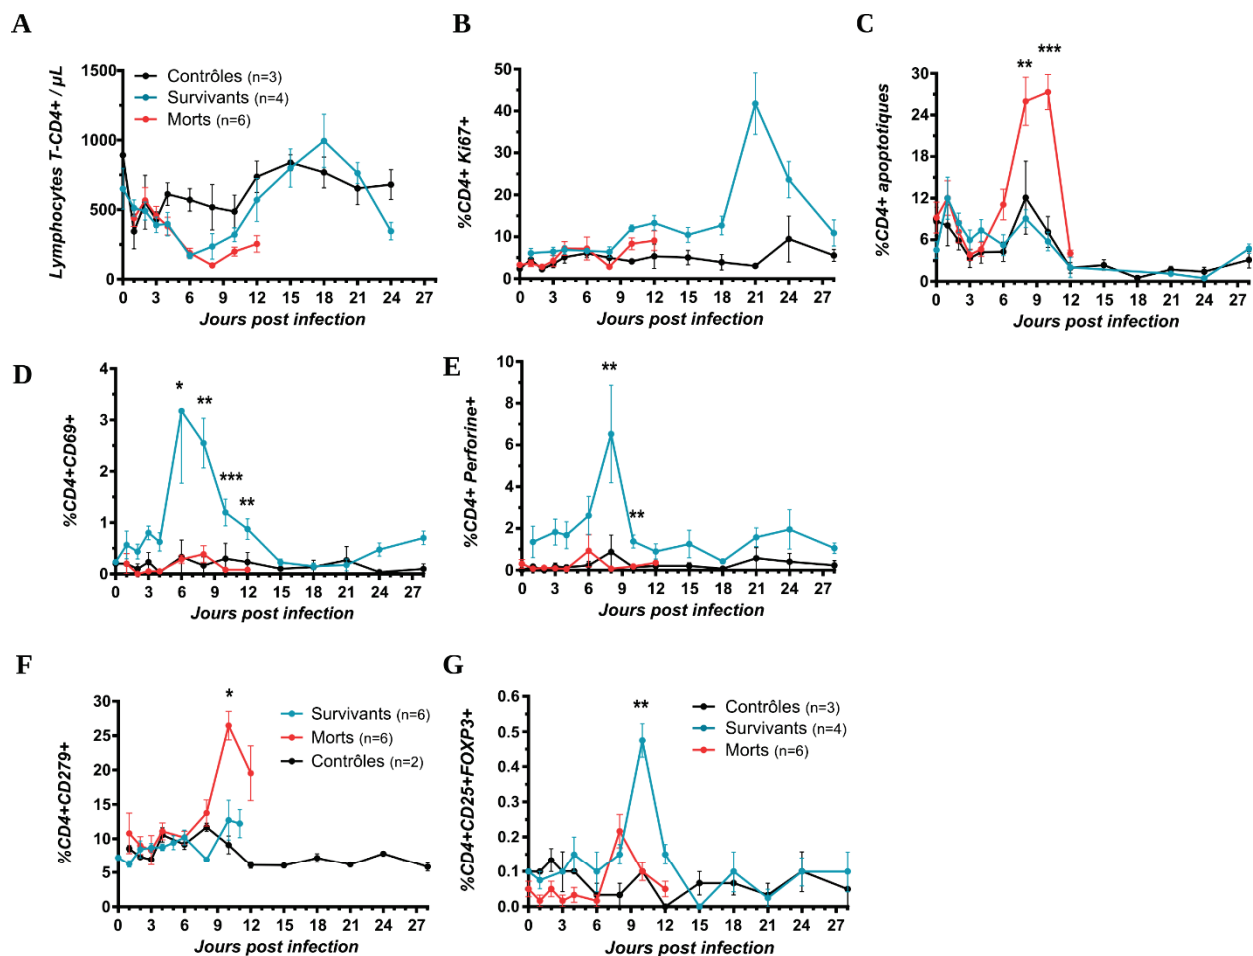 A
Lymphocytes T-CD4+ / µL
1500
1000
500
0
Contrôles (n=3)
Survivants (n=4)
Morts (n=6)
0 3 6 9 12 15 18 21 24 27
Jours post infection
B
%CD4+ Ki67+
50
40
30
20
10
0
0 3 6 9 12 15 18 21 24 27
Jours post infection
C
%CD4+ apoptotiques
30
24
18
12
6
0
**
***
0 3 6 9 12 15 18 21 24 27
Jours post infection
D
%CD4+CD69+
4
3
2
1
0
*
**
***
**
0 3 6 9 12 15 18 21 24 27
Jours post infection
E
%CD4+ Perforine+
10
8
6
4
2
0
**
**
0 3 6 9 12 15 18 21 24 27
Jours post infection
F
%CD4+CD279+
30
25
20
15
10
5
0
*
Survivants (n=6)
Morts (n=6)
Contrôles (n=2)
0 3 6 9 12 15 18 21 24 27
Jours post infection
G
%CD4+CD25+FOXP3+
0.6
0.5
0.4
0.3
0.2
0.1
0.0
**
Contrôles (n=3)
Survivants (n=4)
Morts (n=6)
0 3 6 9 12 15 18 21 24 27
Jours post infection